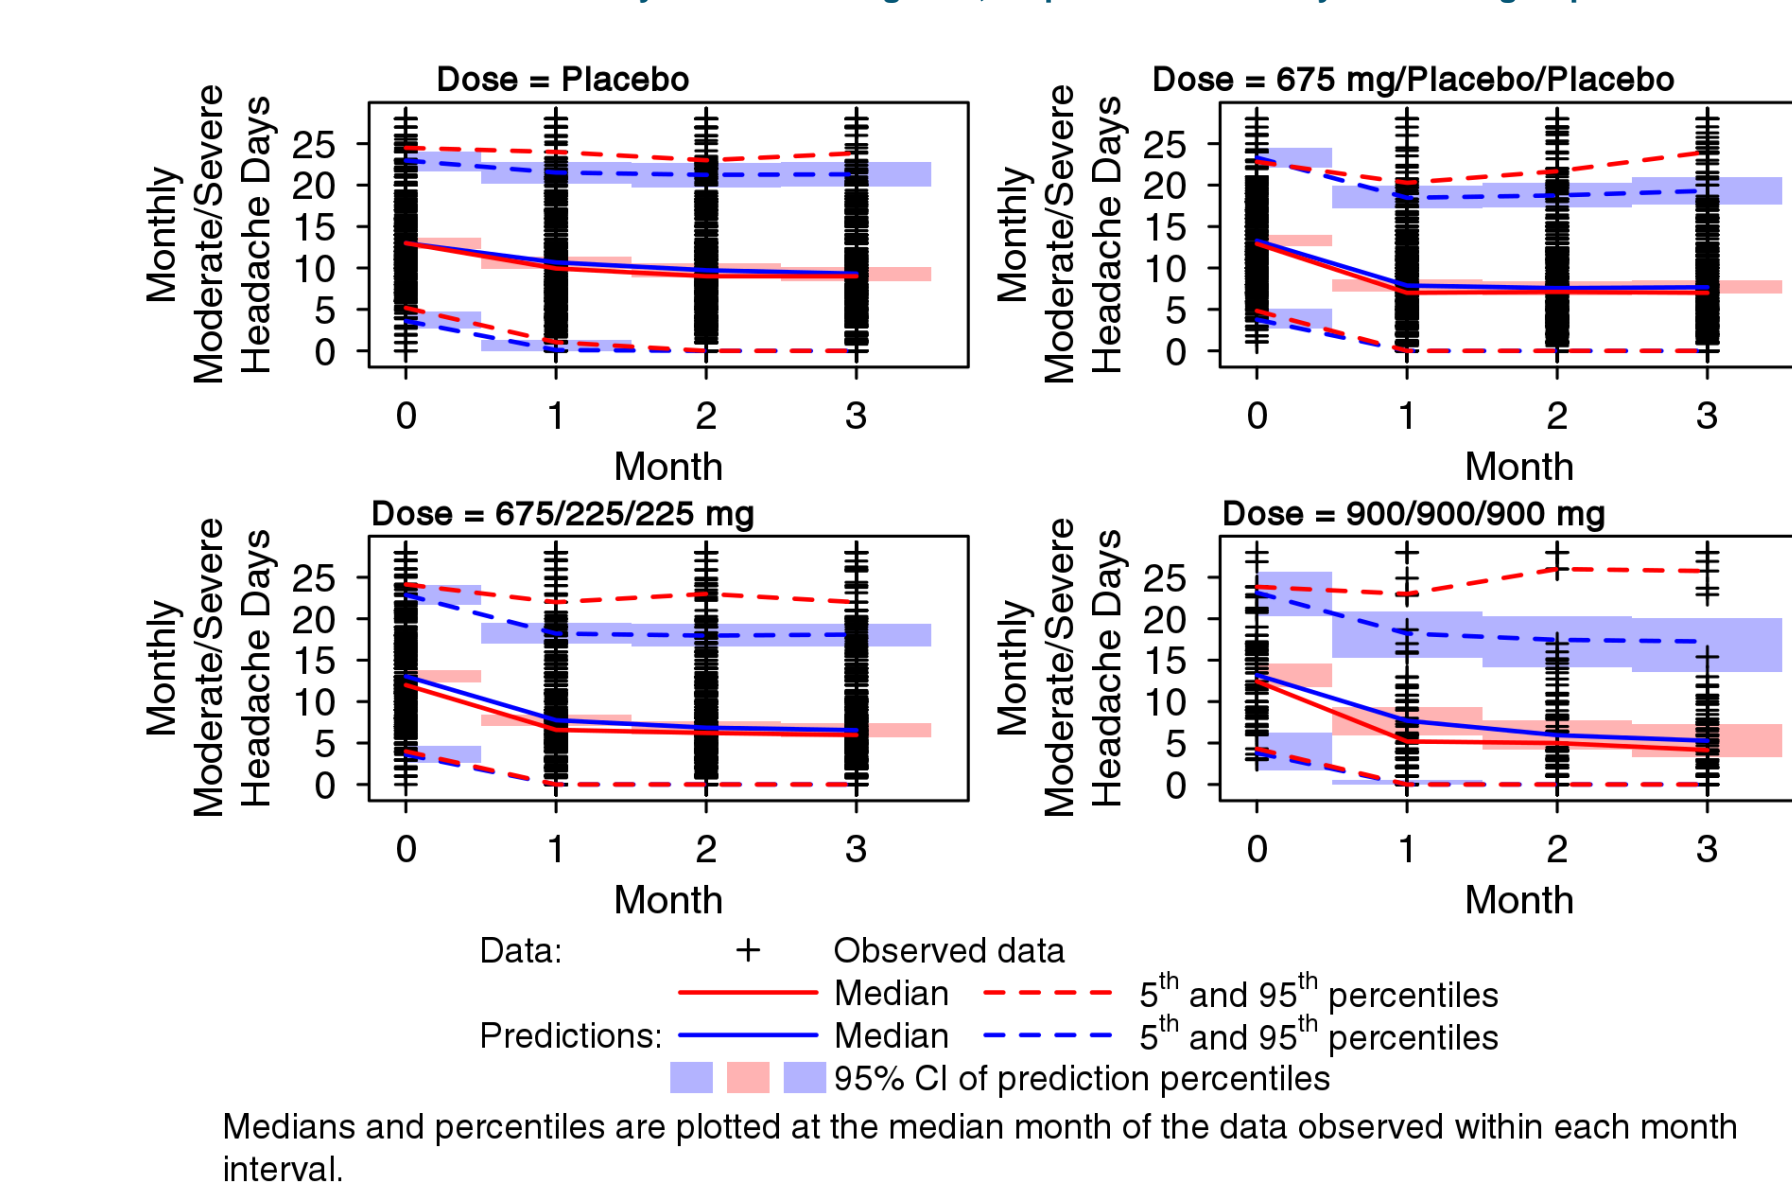 Dose = Placebo
Dose = 675 mg/Placebo/Placebo
Monthly
Moderate/Severe
Headache Days
25
20
15
10
5
0
0 1 2 3
Month
Monthly
Moderate/Severe
Headache Days
25
20
15
10
5
0
0 1 2 3
Month
Dose = 675/225/225 mg
Dose = 900/900/900 mg
Monthly
Moderate/Severe
Headache Days
25
20
15
10
5
0
0 1 2 3
Month
Monthly
Moderate/Severe
Headache Days
25
20
15
10
5
0
0 1 2 3
Month
Data: + Observed data
Median 5th and 95th percentiles
Predictions: Median 5th and 95th percentiles
95% CI of prediction percentiles
Medians and percentiles are plotted at the median month of the data observed within each month
interval.